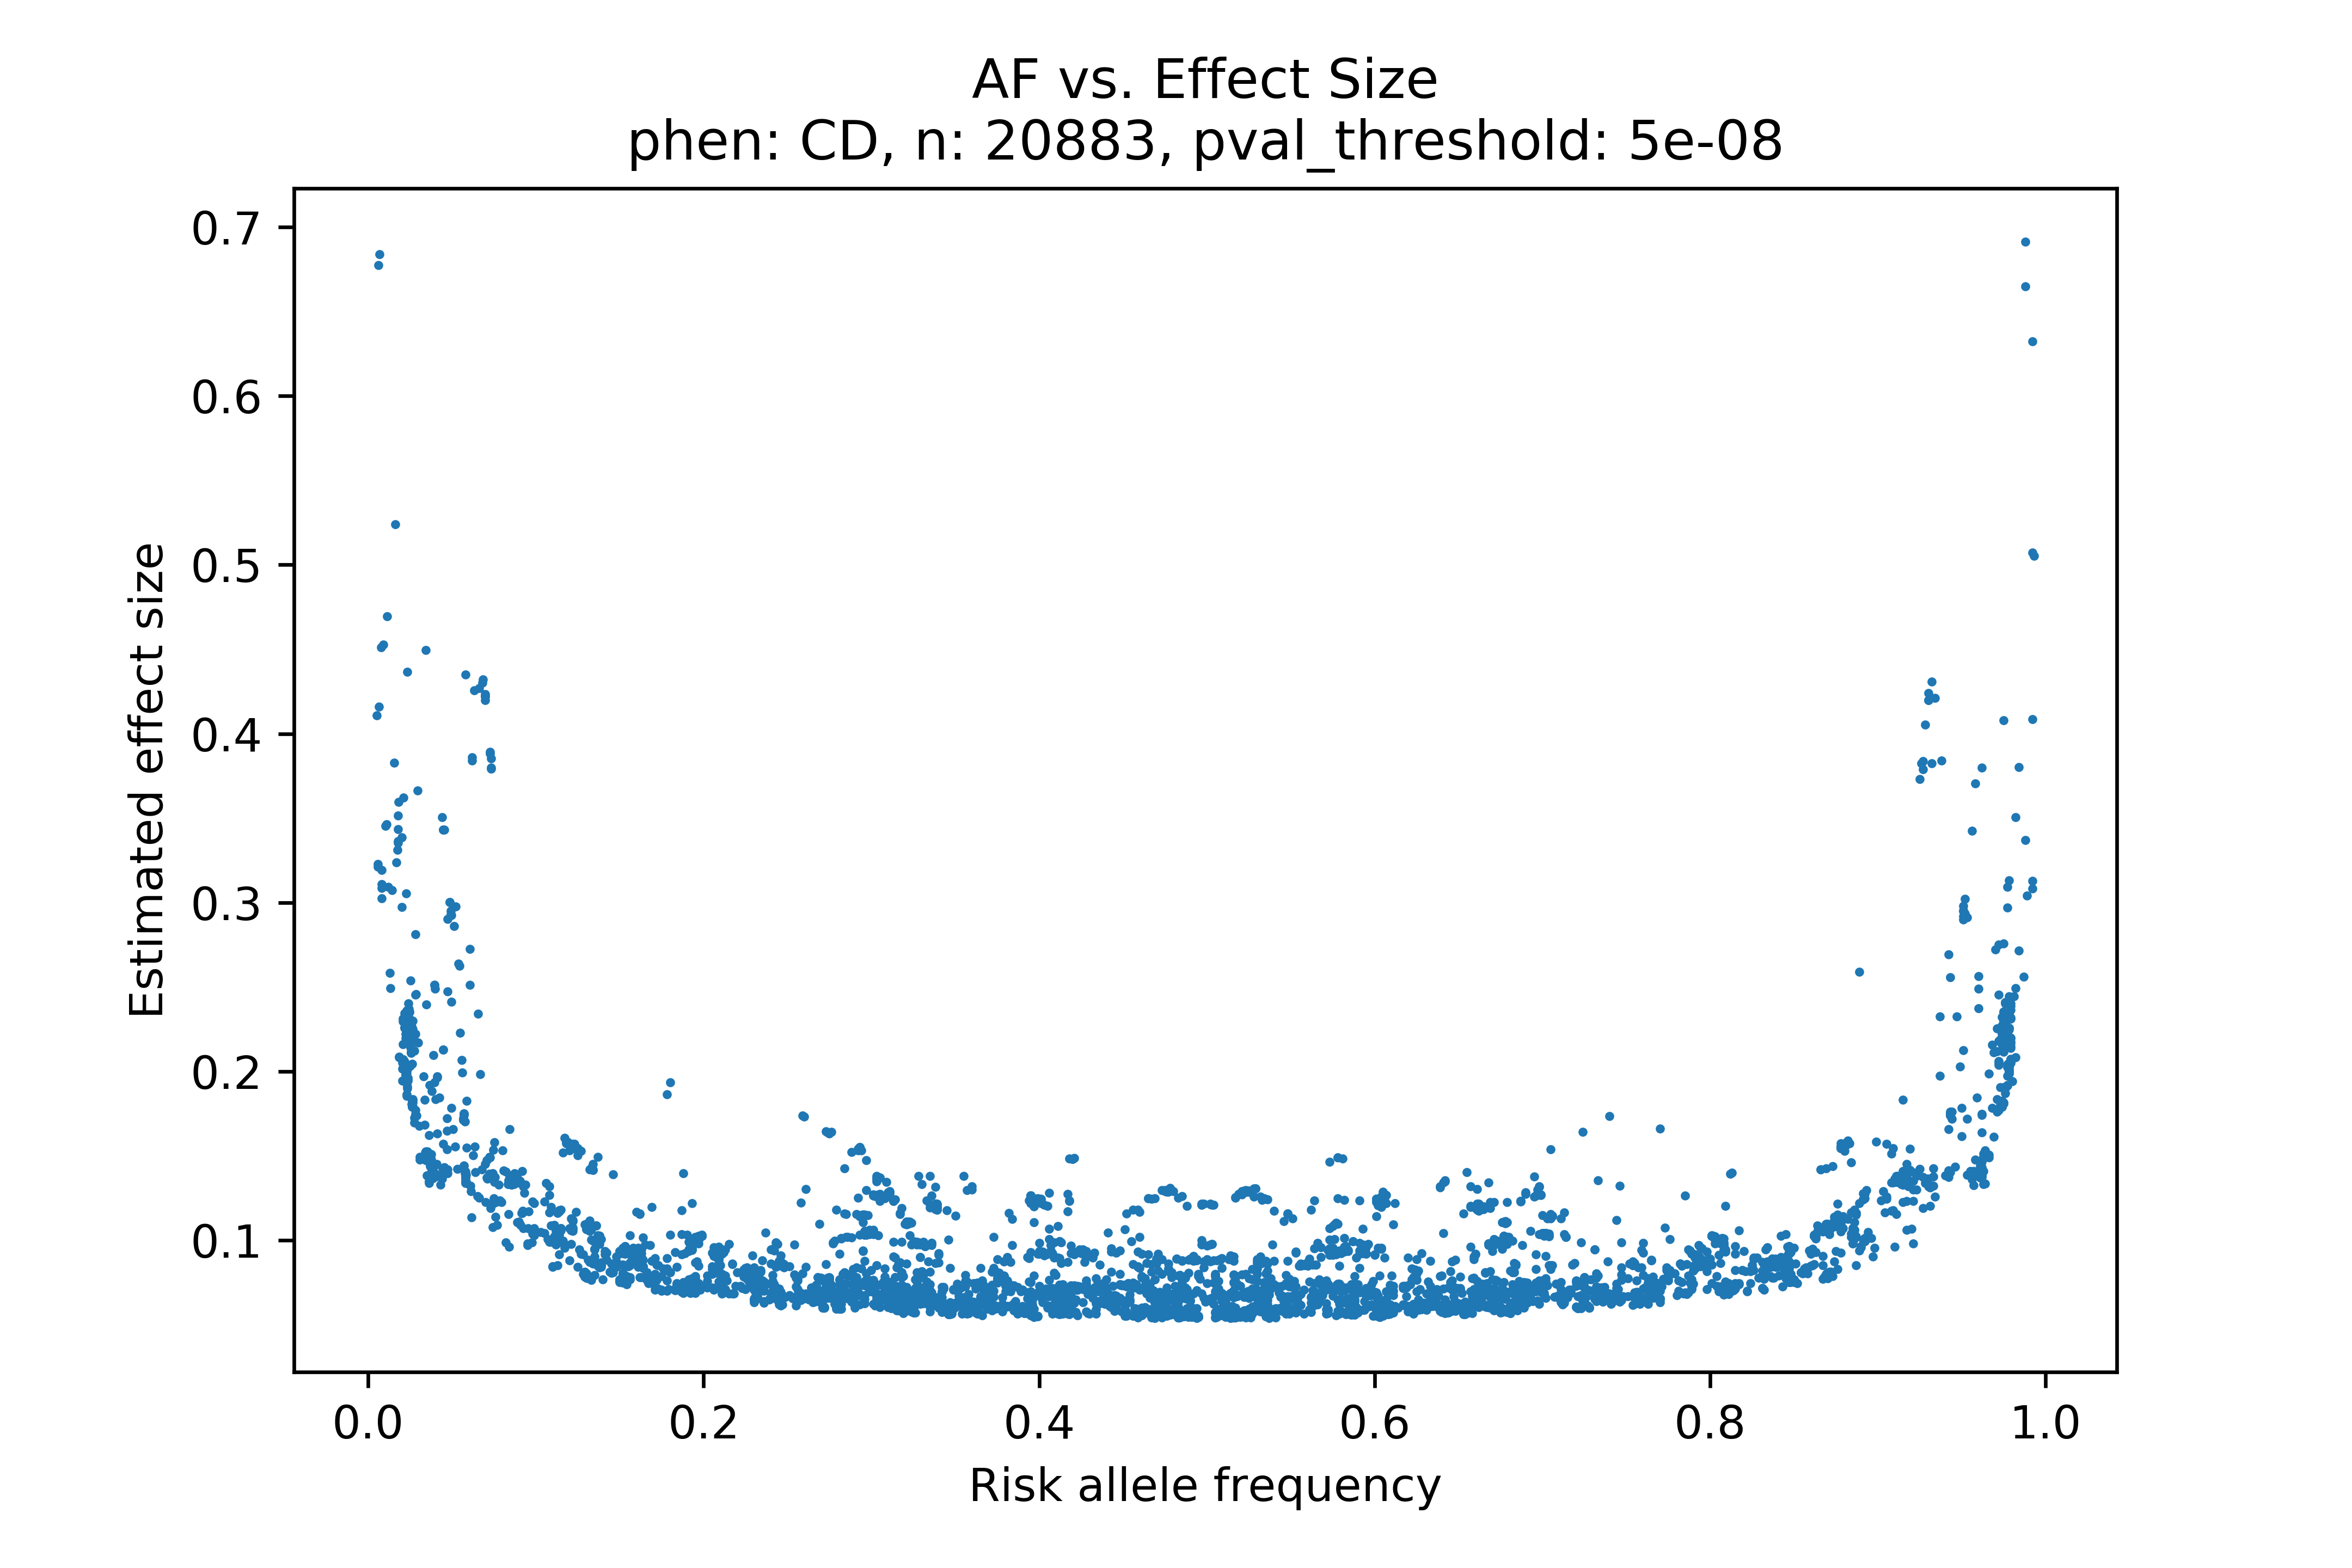 AF vs. Effect Size
phen: CD, n: 20883, pval_threshold: 5e-08
0.7
0.6
0.5
0.4
0.3
0.2
0.1
Estimated effect size
0.0 0.2 0.4 0.6 0.8 1.0
Risk allele frequency